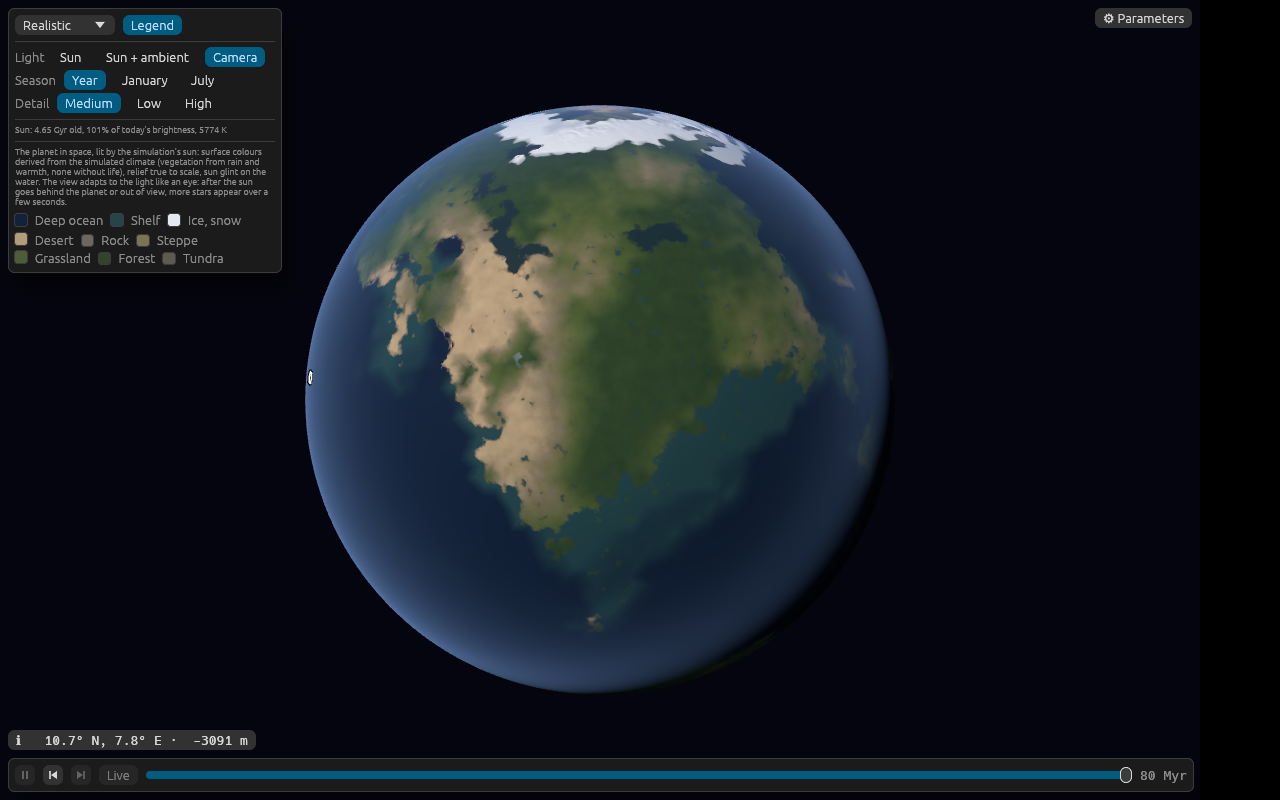 Realistic Legend
⚙ Parameters
Light Sun Sun + ambient Camera
Season Year January July
Detail Medium Low High
Sun: 4.65 Gyr old, 101% of today's brightness, 5774 K
The planet in space, lit by the simulation's sun: surface colours
derived from the simulated climate (vegetation from rain and
warmth, none without life), relief true to scale, sun glint on the
water. The view adapts to the light like an eye: after the sun
goes behind the planet or out of view, more stars appear over a
few seconds.
Deep ocean Shelf Ice, snow
Desert Rock Steppe
Grassland Forest Tundra
ℹ 10.7° N, 7.8° E · −3091 m
Live 80 Myr